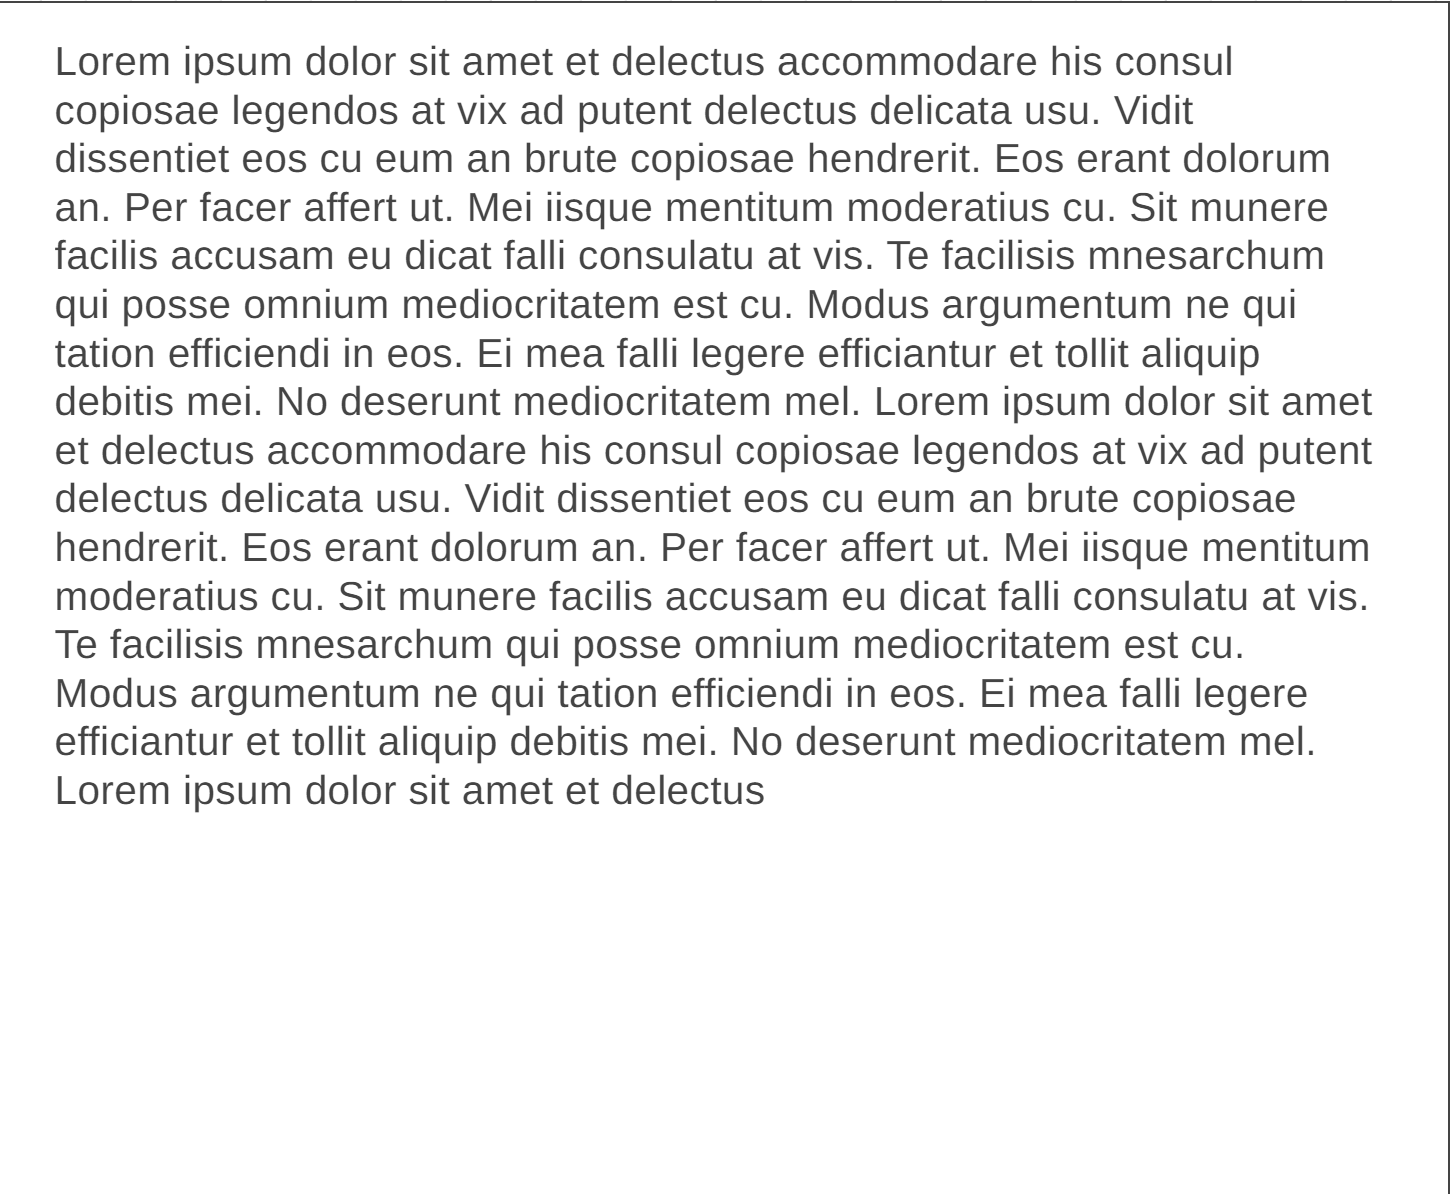 Lorem ipsum dolor sit amet et delectus accommodare his consul
copiosae legendos at vix ad putent delectus delicata usu. Vidit
dissentiet eos cu eum an brute copiosae hendrerit. Eos erant dolorum
an. Per facer affert ut. Mei iisque mentitum moderatius cu. Sit munere
facilis accusam eu dicat falli consulatu at vis. Te facilisis mnesarchum
qui posse omnium mediocritatem est cu. Modus argumentum ne qui
tation efficiendi in eos. Ei mea falli legere efficiantur et tollit aliquip
debitis mei. No deserunt mediocritatem mel. Lorem ipsum dolor sit amet
et delectus accommodare his consul copiosae legendos at vix ad putent
delectus delicata usu. Vidit dissentiet eos cu eum an brute copiosae
hendrerit. Eos erant dolorum an. Per facer affert ut. Mei iisque mentitum
moderatius cu. Sit munere facilis accusam eu dicat falli consulatu at vis.
Te facilisis mnesarchum qui posse omnium mediocritatem est cu.
Modus argumentum ne qui tation efficiendi in eos. Ei mea falli legere
efficiantur et tollit aliquip debitis mei. No deserunt mediocritatem mel.
Lorem ipsum dolor sit amet et delectus